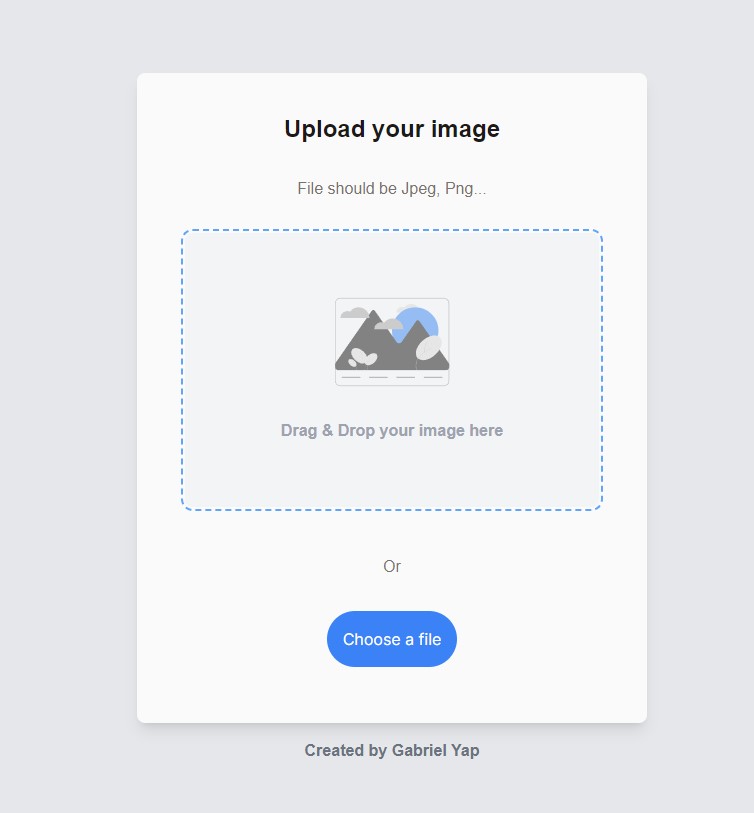 Upload your image
File should be Jpeg, Png...
Drag & Drop your image here
Or
Choose a file
Created by Gabriel Yap